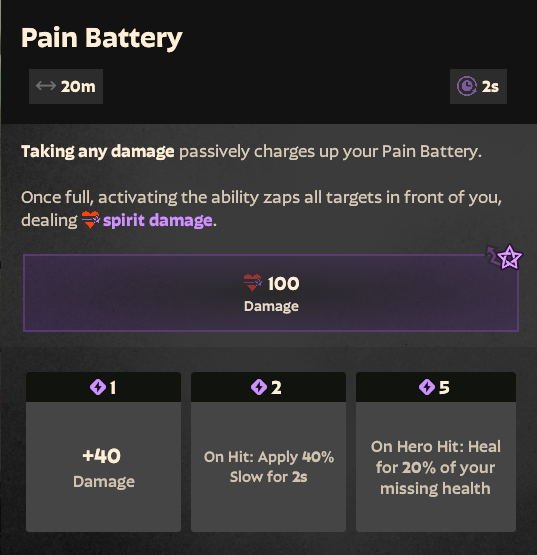 Pain Battery
20m
2s
Taking any damage passively charges up your Pain Battery.
Once full, activating the ability zaps all targets in front of you,
dealing spirit damage.
100
Damage
1
+40
Damage
2
On Hit: Apply 40%
Slow for 2s
5
On Hero Hit: Heal
for 20% of your
missing health